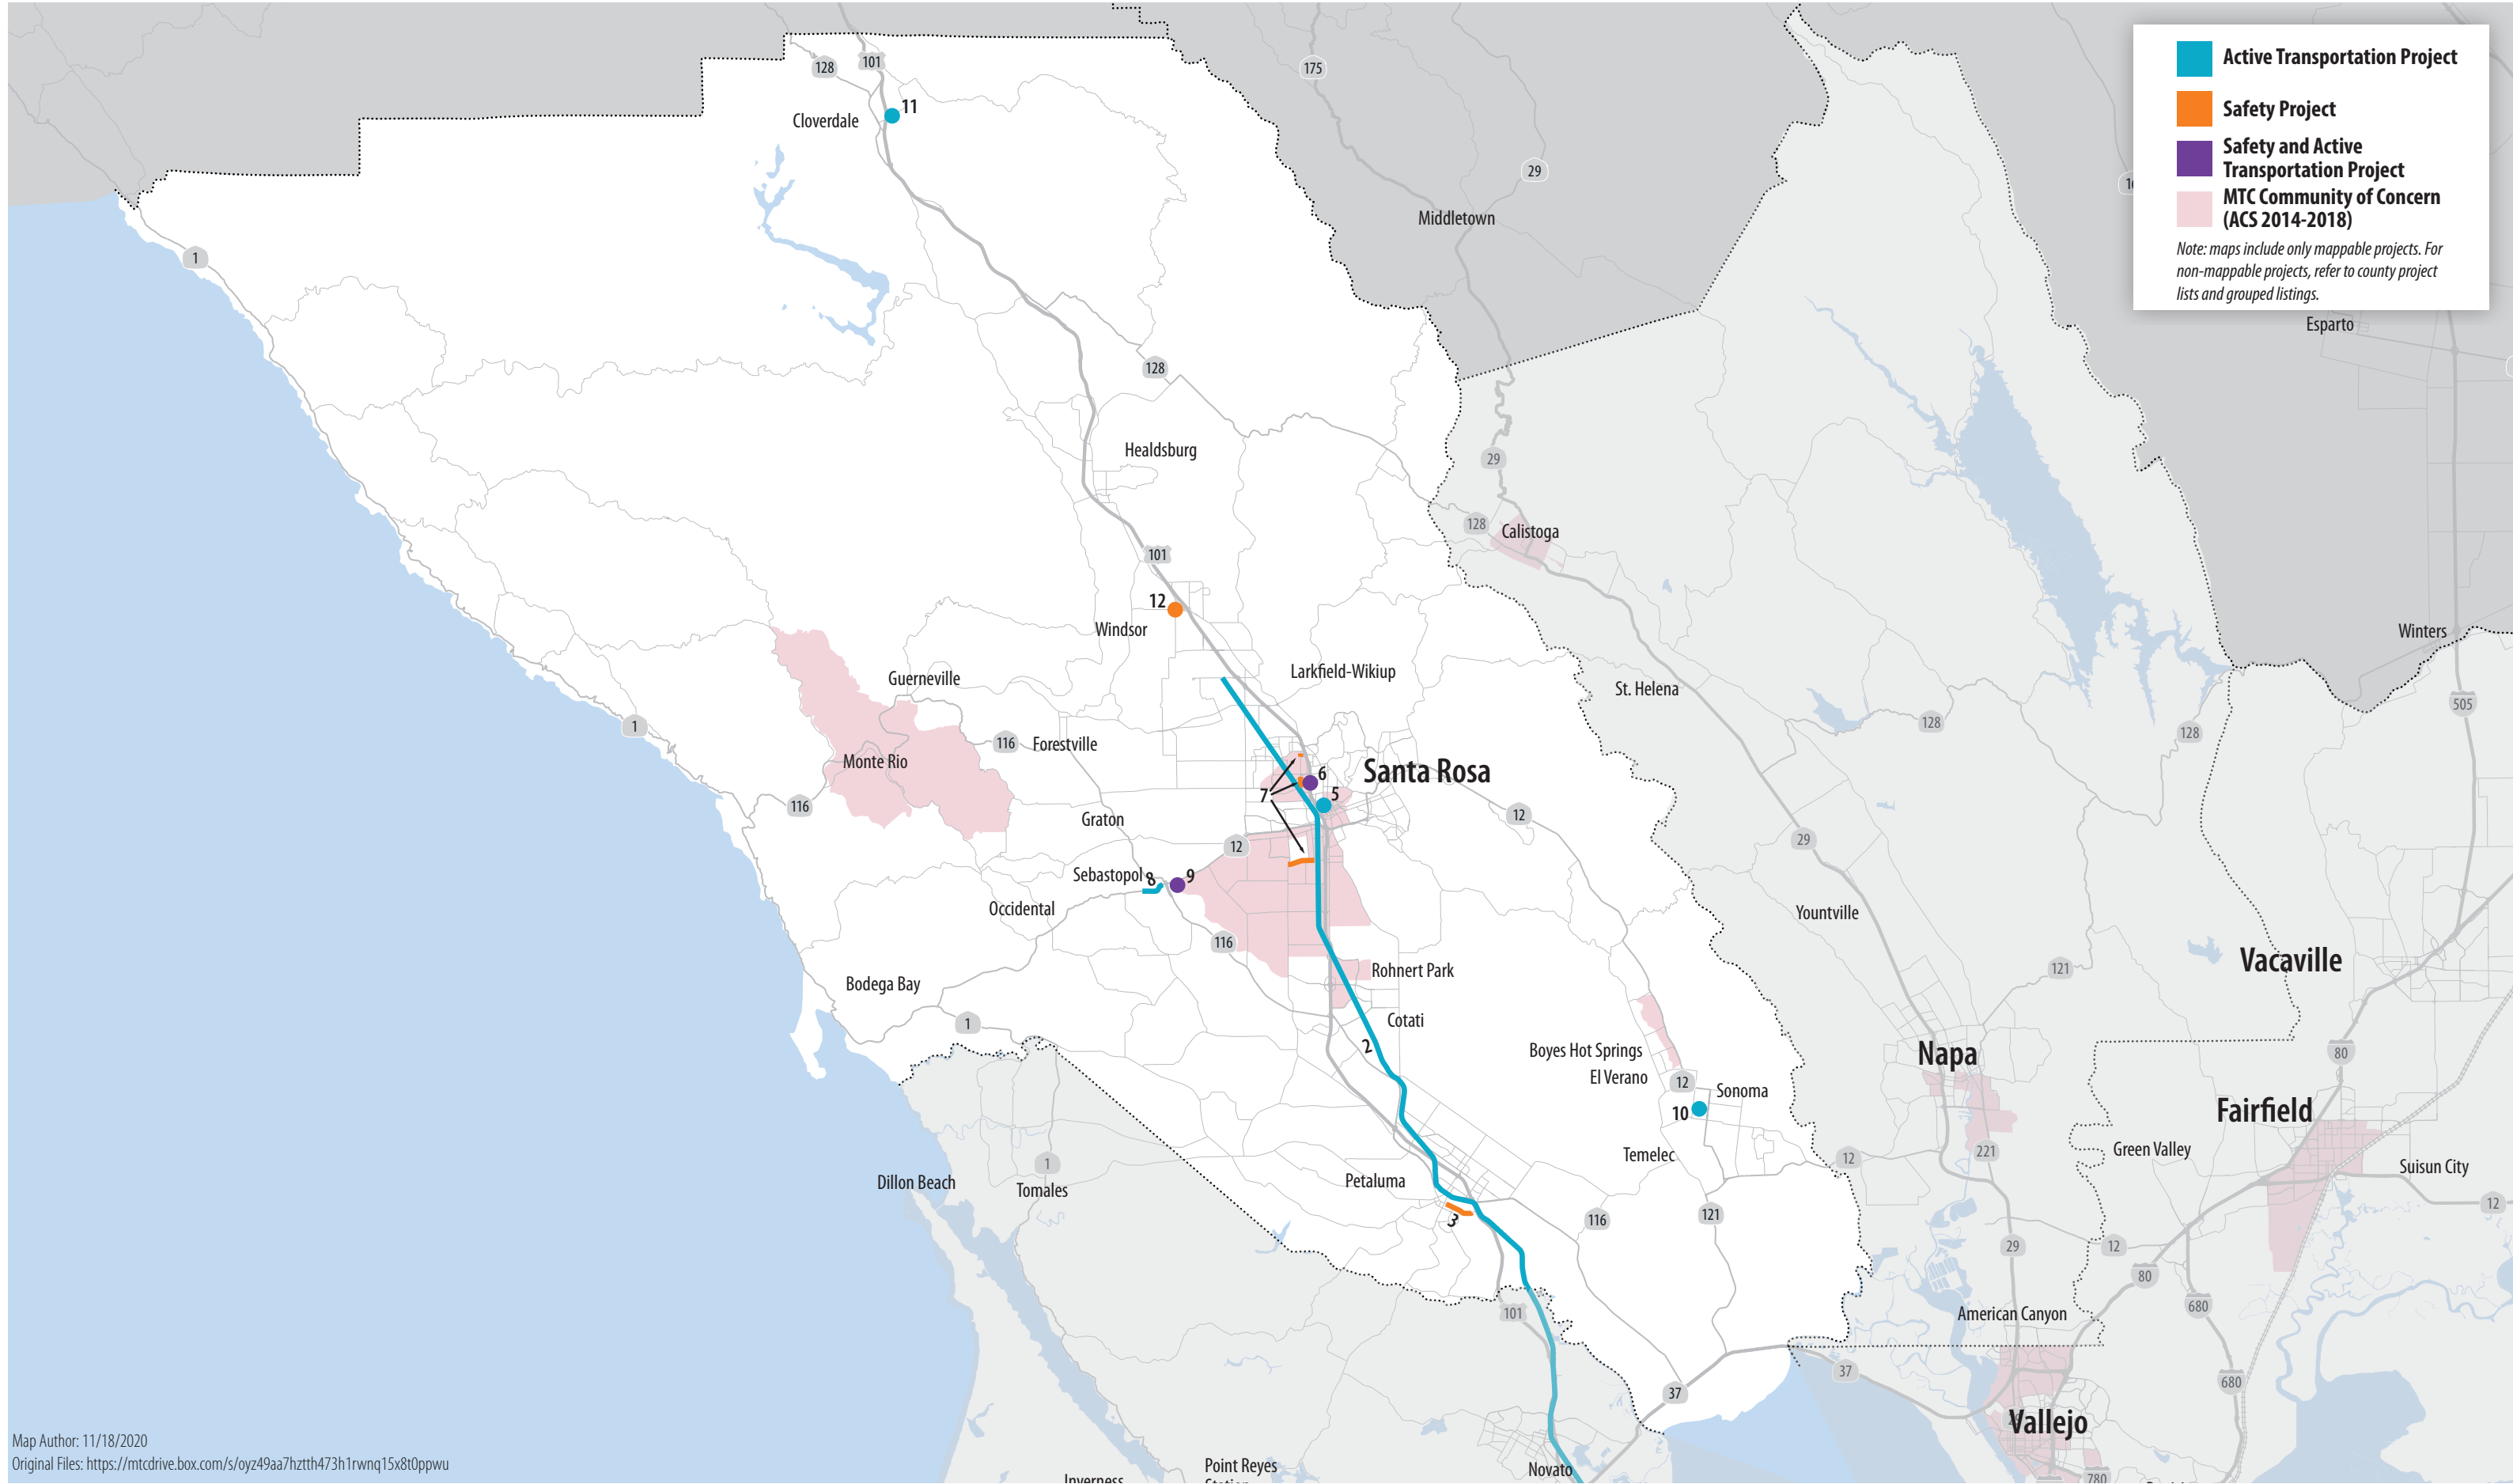 Active Transportation Project
Safety Project
Safety and Active
Transportation Project
MTC Community of Concern
(ACS 2014-2018)
Note: maps include only mappable projects. For
non-mappable projects, refer to county project
lists and grouped listings.
128
101
175
11
Cloverdale
29
Middletown
1
Esparto
128
Healdsburg
29
128
Calistoga
101
12
Windsor
Winters
Larkfield-Wikiup
Guerneville
St. Helena
505
1
128
128
116
Forestville
Monte Rio
Santa Rosa
6
7
5
116
Graton
12
12
29
Sebastopol
8
9
Occidental
Yountville
116
Vacaville
Rohnert Park
121
Bodega Bay
1
Cotati
2
Boyes Hot Springs
El Verano
Napa
80
12
Sonoma
10
Fairfield
Green Valley
Temelec
12
221
Suisun City
1
Petaluma
Dillon Beach
Tomales
12
3
116
121
29
12
80
680
101
American Canyon
37
37
680
Vallejo
Map Author: 11/18/2020
Original Files: https://mtcdrive.box.com/s/oyz49aa7hztth473h1rwnq15x8t0ppwu
Point Reyes
Novato
Inverness
780